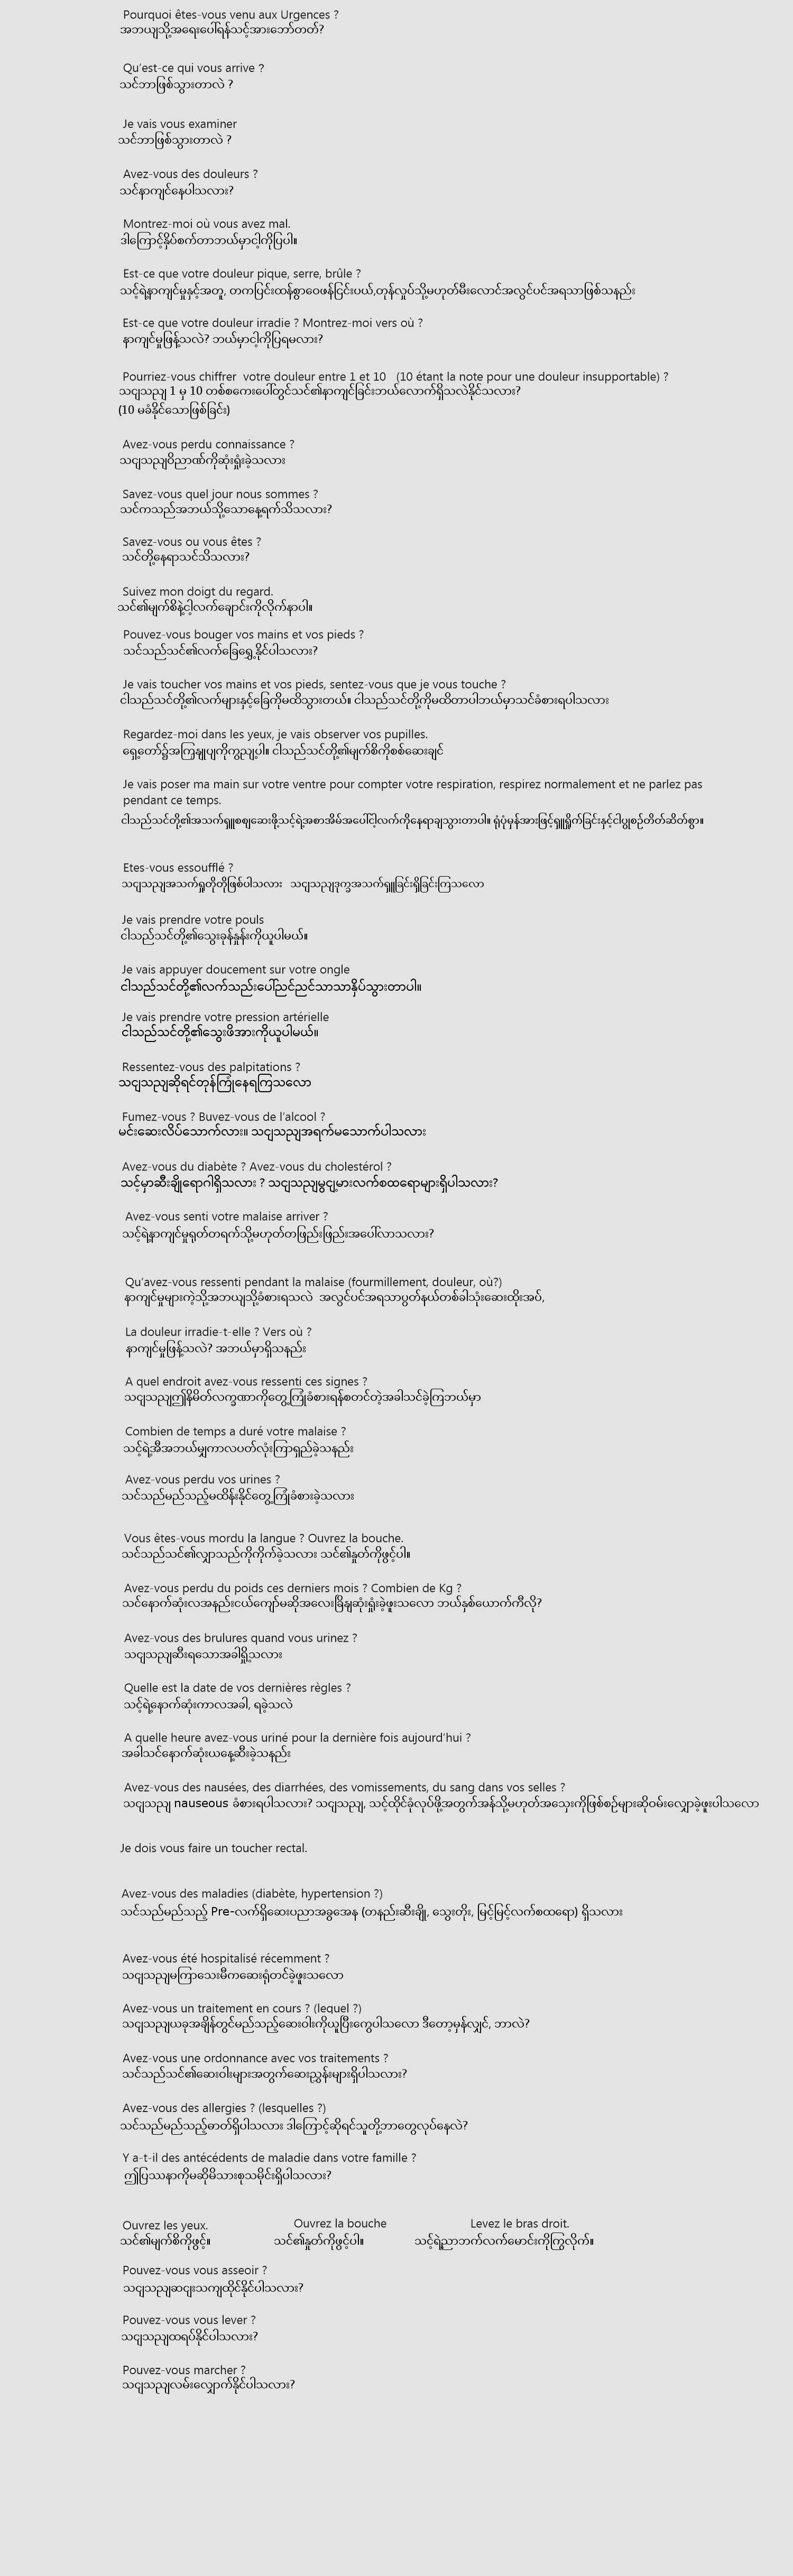 Pourquoi êtes-vous venu aux Urgences ?
အဘယျသို့အရေးပေါ်ရန်သင့်အားဘော်တတ်?
Qu’est-ce qui vous arrive ?
သင်ဘာဖြစ်သွားတာလဲ ?
Je vais vous examiner
သင်ဘာဖြစ်သွားတာလဲ ?
Avez-vous des douleurs ?
သင်နာကျင်နေပါသလား?
Montrez-moi où vous avez mal.
ဒါကြောင့်နှိပ်စက်တာဘယ်မှာငါ့ကိုပြပါ။
Est-ce que votre douleur pique, serre, brûle ?
သင့်ရဲ့နာကျင်မှုနှင့်အတူ, တကပြင်းထန်စွာဝေဖန်ငြင်းပယ်,တုန်လှုပ်သို့မဟုတ်မီးလောင်အလွင်ပင်အရသာဖြစ်သနည်း
Est-ce que votre douleur irradie ? Montrez-moi vers où ?
နာကျင်မှုဖြန့်သလဲ? ဘယ်မှာငါ့ကိုပြရမလား?
Pourriez-vous chiffrer  votre douleur entre 1 et 10   (10 étant la note pour une douleur insupportable) ?
သငျသညျ 1 မှ 10 တစ်စကေးပေါ်တွင်သင်၏နာကျင်ခြင်းဘယ်လောက်ရှိသလဲနိုင်သလား?
(10 မခံနိုင်သောဖြစ်ခြင်း)
Avez-vous perdu connaissance ?
သငျသညျဝိညာဏ်ကိုဆုံးရှုံးခဲ့သလား
Savez-vous quel jour nous sommes ?
သင်ကသည်အဘယ်သို့သောနေ့ရက်သိသလား?
Savez-vous ou vous êtes ?
သင်တို့နေရာသင်သိသလား?
Suivez mon doigt du regard.
သင်၏မျက်စိနဲ့ငါ့လက်ချောင်းကိုလိုက်နာပါ။
Pouvez-vous bouger vos mains et vos pieds ?
သင်သည်သင်၏လက်ခြေရွှေ့နိုင်ပါသလား?
Je vais toucher vos mains et vos pieds, sentez-vous que je vous touche ?
ငါသည်သင်တို့၏လက်များနှင့်ခြေကိုမထိသွားတယ်။ ငါသည်သင်တို့ကိုမထိတာပါဘယ်မှာသင်ခံစားရပါသလား
Regardez-moi dans les yeux, je vais observer vos pupilles.
ရှေ့တော်၌အကြှနျုပျကိုကွညျ့ပါ။ ငါသည်သင်တို့၏မျက်စိကိုစစ်ဆေးချင်
Je vais poser ma main sur votre ventre pour compter votre respiration, respirez normalement et ne parlez pas
pendant ce temps.
ငါသည်သင်တို့၏အသက်ရှူစစျဆေးဖို့သင့်ရဲ့အစာအိမ်အပေါ်ငါ့လက်ကိုနေရာချသွားတာပါ။ ရုံပုံမှန်အားဖြင့်ရှူရှိုက်ခြင်းနှင့်ငါပျွစဉ်တိတ်ဆိတ်စွာ။
Etes-vous essoufflé ?
သငျသညျအသက်ရှူတိုတိုဖြစ်ပါသလား  သငျသညျဒုက္ခအသက်ရှူခြင်းရှိခြင်းကြသလော
Je vais prendre votre pouls
ငါသည်သင်တို့၏သွေးခုန်နှုန်းကိုယူပါမယ်။
Je vais appuyer doucement sur votre ongle
ငါသည်သင်တို့၏လက်သည်းပေါ်ညင်ညင်သာသာနှိပ်သွားတာပါ။
Je vais prendre votre pression artérielle
ငါသည်သင်တို့၏သွေးဖိအားကိုယူပါမယ်။
Ressentez-vous des palpitations ?
သငျသညျဆိုရင်တုန်ကြုံနေရကြသလော
Fumez-vous ? Buvez-vous de l’alcool ?
မင်းဆေးလိပ်သောက်လား။ သငျသညျအရက်မသောက်ပါသလား
Avez-vous du diabète ? Avez-vous du cholestérol ?
သင့်မှာဆီးချိုရောဂါရှိသလား ? သငျသညျမွငျ့မားလက်စထရောများရှိပါသလား?
Avez-vous senti votre malaise arriver ?
သင့်ရဲ့နာကျင်မှုရုတ်တရက်သို့မဟုတ်တဖြည်းဖြည်းအပေါ်လာသလား?
Qu’avez-vous ressenti pendant la malaise (fourmillement, douleur, où?)
နာကျင်မှုများကဲ့သို့အဘယျသို့ခံစားရသလဲ  အလွင်ပင်အရသာပွတ်နယ်တစ်ခါသုံးဆေးထိုးအပ်,
La douleur irradie-t-elle ? Vers où ?
နာကျင်မှုဖြန့်သလဲ? အဘယ်မှာရှိသနည်း
A quel endroit avez-vous ressenti ces signes ?
သငျသညျဤနိမိတ်လက္ခဏာကိုတွေ့ကြုံခံစားရန်စတင်တဲ့အခါသင်ခဲ့ကြဘယ်မှာ
Combien de temps a duré votre malaise ?
သင့်ရဲ့အီအဘယ်မျှကာလပတ်လုံးကြာရှည်ခဲ့သနည်း
Avez-vous perdu vos urines ?
သင်သည်မည်သည့်မထိန်းနိုင်တွေ့ကြုံခံစားခဲ့သလား
Vous êtes-vous mordu la langue ? Ouvrez la bouche.
သင်သည်သင်၏လျှာသည်ကိုကိုက်ခဲ့သလား သင်၏နှုတ်ကိုဖွင့်ပါ။
Avez-vous perdu du poids ces derniers mois ? Combien de Kg ?
သင်နောက်ဆုံးလအနည်းငယ်ကျော်မဆိုအလေးခြိနျဆုံးရှုံးခဲ့ဖူးသလော ဘယ်နှစ်ယောက်ကီလို?
Avez-vous des brulures quand vous urinez ?
သငျသညျဆီးရသောအခါရှို့သလား
Quelle est la date de vos dernières règles ?
သင့်ရဲ့နောက်ဆုံးကာလအခါ, ရခဲ့သလဲ
A quelle heure avez-vous uriné pour la dernière fois aujourd’hui ?
အခါသင်နောက်ဆုံးယနေ့ဆီးခဲ့သနည်း
Avez-vous des nausées, des diarrhées, des vomissements, du sang dans vos selles ?
သငျသညျ nauseous ခံစားရပါသလား? သငျသညျ, သင့်ထိုင်ခုံလုပ်ဖို့အတွက်အန်သို့မဟုတ်အသှေးကိုဖြစ်စဉ်များဆိုဝမ်းလျှောခဲ့ဖူးပါသလော
Je dois vous faire un toucher rectal.
Avez-vous des maladies (diabète, hypertension ?)
သင်သည်မည်သည့် Pre-လက်ရှိဆေးပညာအခွအေန (တနည်းဆီးချို, သွေးတိုး, မြင့်မြင့်လက်စထရော) ရှိသလား
Avez-vous été hospitalisé récemment ?
သငျသညျမကြာသေးမီကဆေးရုံတင်ခဲ့ဖူးသလော
Avez-vous un traitement en cours ? (lequel ?)
သငျသညျယခုအချိန်တွင်မည်သည့်ဆေးဝါးကိုယူပြီးကွေပါသလော ဒီတော့မှန်လျှင်, ဘာလဲ?
Avez-vous une ordonnance avec vos traitements ?
သင်သည်သင်၏ဆေးဝါးများအတွက်ဆေးညွှန်းများရှိပါသလား?
Avez-vous des allergies ? (lesquelles ?)
သင်သည်မည်သည့်ဓာတ်ရှိပါသလား ဒါကြောင့်ဆိုရင်သူတို့ဘာတွေလုပ်နေလဲ?
Y a-t-il des antécédents de maladie dans votre famille ?
ဤပြဿနာကိုမဆိုမိသားစုသမိုင်းရှိပါသလား?
Ouvrez les yeux. Ouvrez la bouche Levez le bras droit.
သင်၏မျက်စိကိုဖွင့်။ သင်၏နှုတ်ကိုဖွင့်ပါ။ သင့်ရဲ့ညာဘက်လက်မောင်းကိုကြွလိုက်။
Pouvez-vous vous asseoir ?
သငျသညျဆငျးသကျထိုင်နိုင်ပါသလား?
Pouvez-vous vous lever ?
သငျသညျထရပ်နိုင်ပါသလား?
Pouvez-vous marcher ?
သငျသညျလမ်းလျှောက်နိုင်ပါသလား?